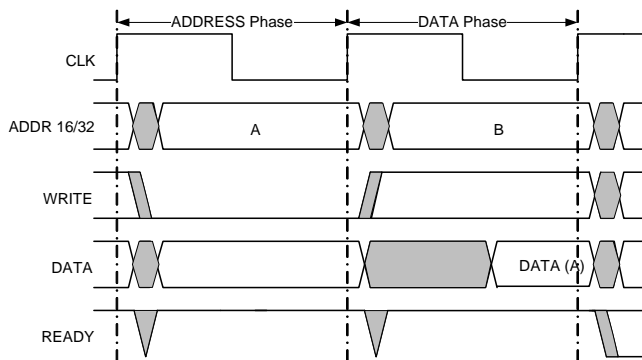 ADDRESS Phase DATA Phase
CLK
ADDR 16/32 A B
WRITE
DATA DATA (A)
READY